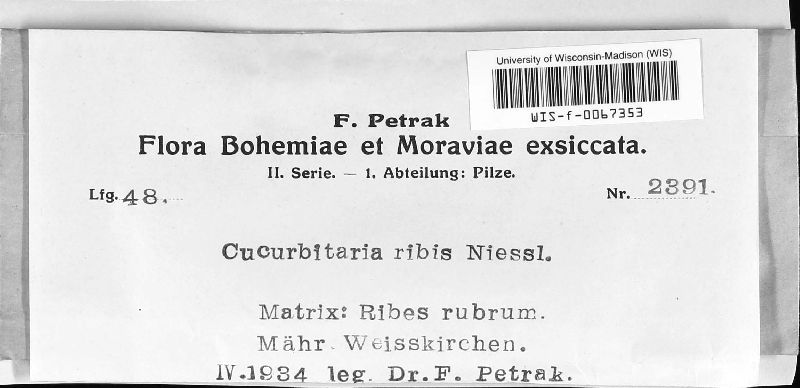 University of Wisconsin-Madison (WIS)
WIS-f-0067353
F. Petrak
Flora Bohemiae et Moraviae exsiccata.
II. Serie. — 1. Abteilung: Pilze.
Lfg. 48. Nr. 2391.
Cucurbitaria ribis Niessl.
Matrix: Ribes rubrum.
Mähr. Weisskirchen.
IV.1934 leg. Dr. F. Petrak.